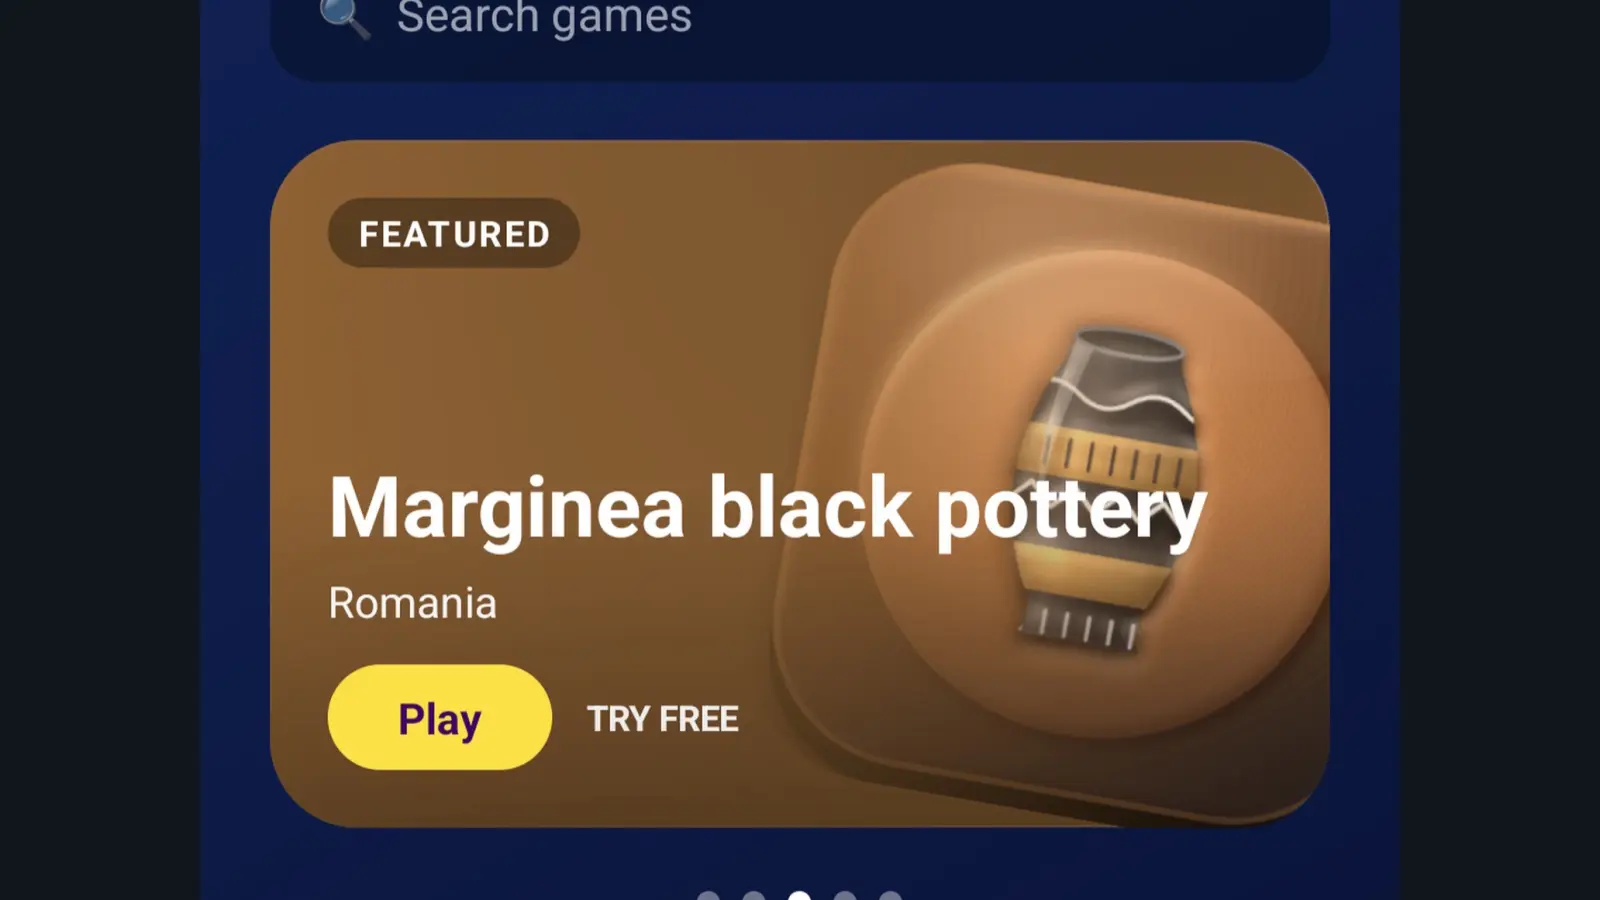 Search games
FEATURED
Marginea black pottery
Romania
Play
TRY FREE